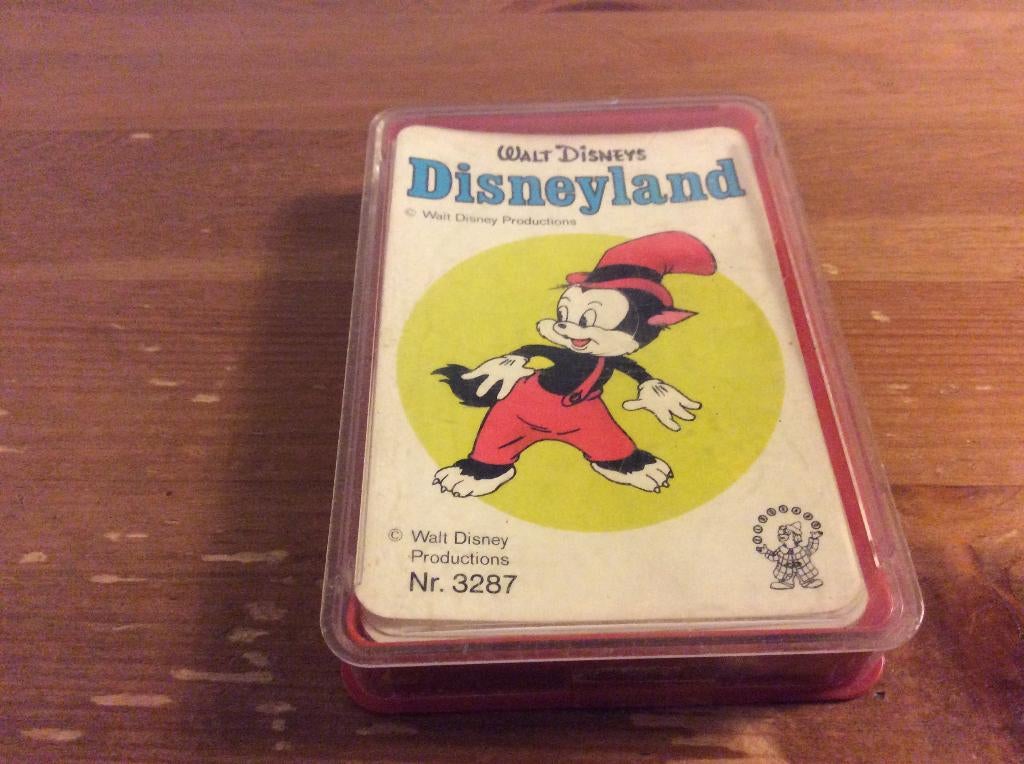 WALT DISNEYS
Disneyland
© Walt Disney Productions
© Walt Disney
Productions
Nr. 3287